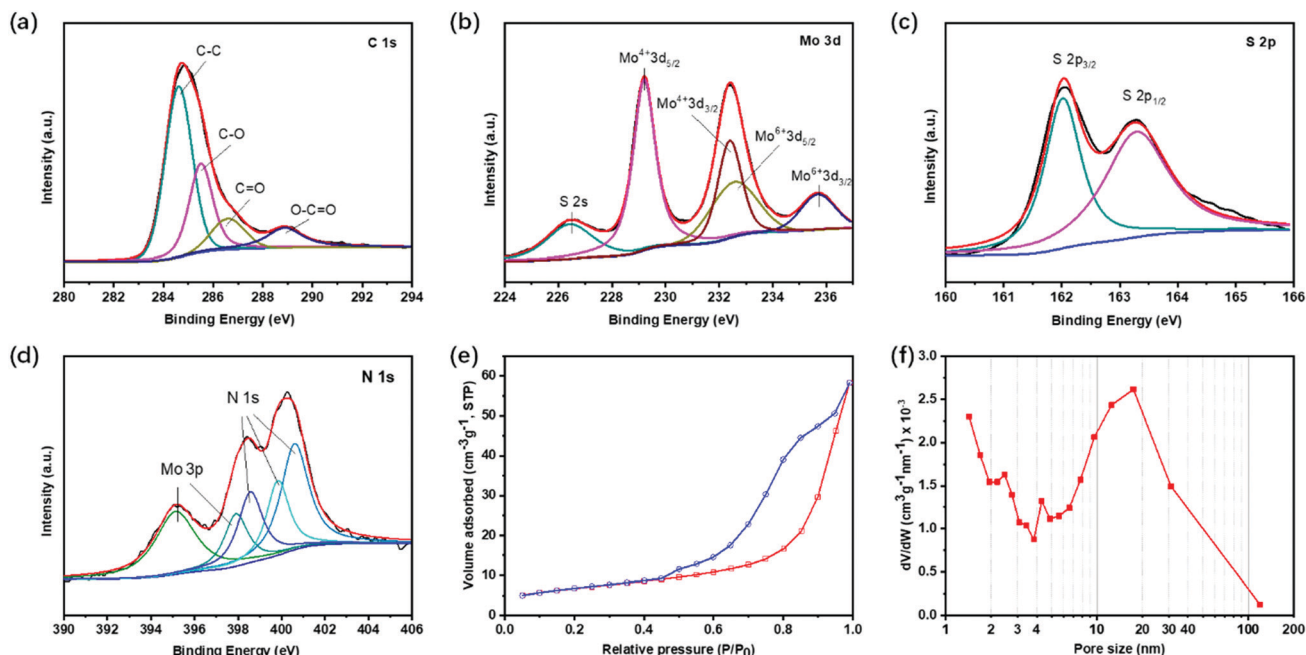 (a)
C 1s
C-C
C-O
C=O
O-C=O
Intensity (a.u.)
280 282 284 286 288 290 292 294
Binding Energy (eV)
(b)
Mo 3d
Mo⁴⁺3d₅/₂
Mo⁴⁺3d₃/₂
Mo⁶⁺3d₅/₂
Mo⁶⁺3d₃/₂
S 2s
Intensity (a.u.)
224 226 228 230 232 234 236
Binding Energy (eV)
(c)
S 2p
S 2p₃/₂
S 2p₁/₂
Intensity (a.u.)
160 161 162 163 164 165 166
Binding Energy (eV)
(d)
N 1s
N 1s
Mo 3p
Intensity (a.u.)
390 392 394 396 398 400 402 404 406
Binding Energy (eV)
(e)
60
50
40
30
20
10
0
Volume adsorbed (cm⁻³g⁻¹, STP)
0.0 0.2 0.4 0.6 0.8 1.0
Relative pressure (P/P₀)
(f)
3.0
2.5
2.0
1.5
1.0
0.5
0.0
dV/dW (cm⁻³g⁻¹nm⁻¹) x 10⁻³
1 2 3 4 10 20 30 40 100 200
Pore size (nm)